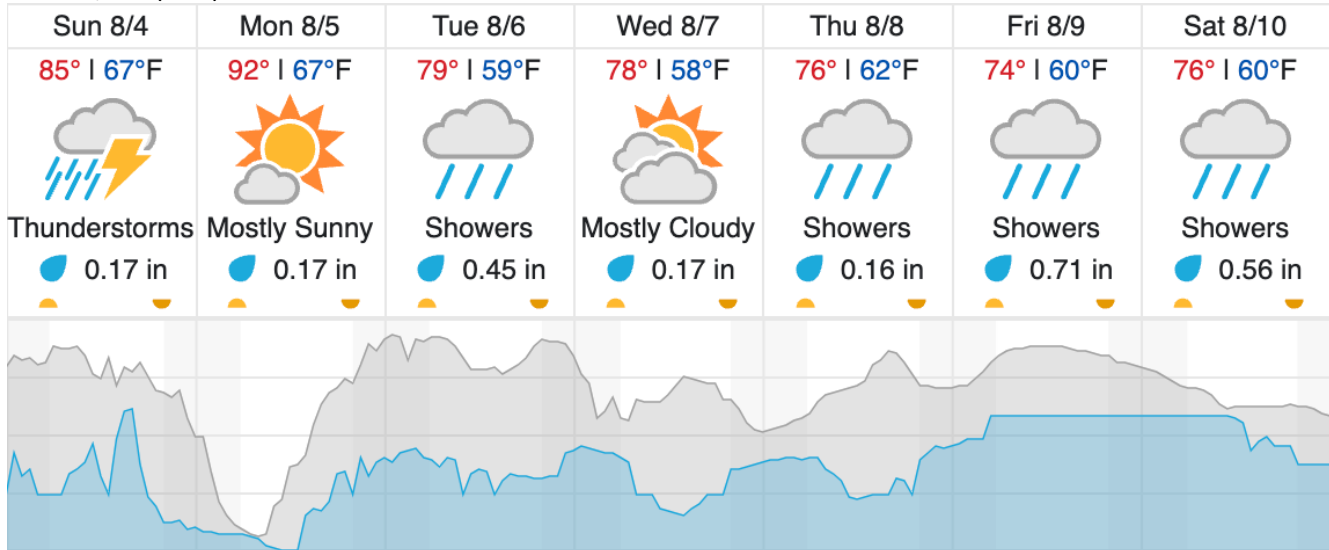 Sun 8/4 Mon 8/5 Tue 8/6 Wed 8/7 Thu 8/8 Fri 8/9 Sat 8/10
85° | 67°F 92° | 67°F 79° | 59°F 78° | 58°F 76° | 62°F 74° | 60°F 76° | 60°F
Thunderstorms Mostly Sunny Showers Mostly Cloudy Showers Showers Showers
0.17 in 0.17 in 0.45 in 0.17 in 0.16 in 0.71 in 0.56 in